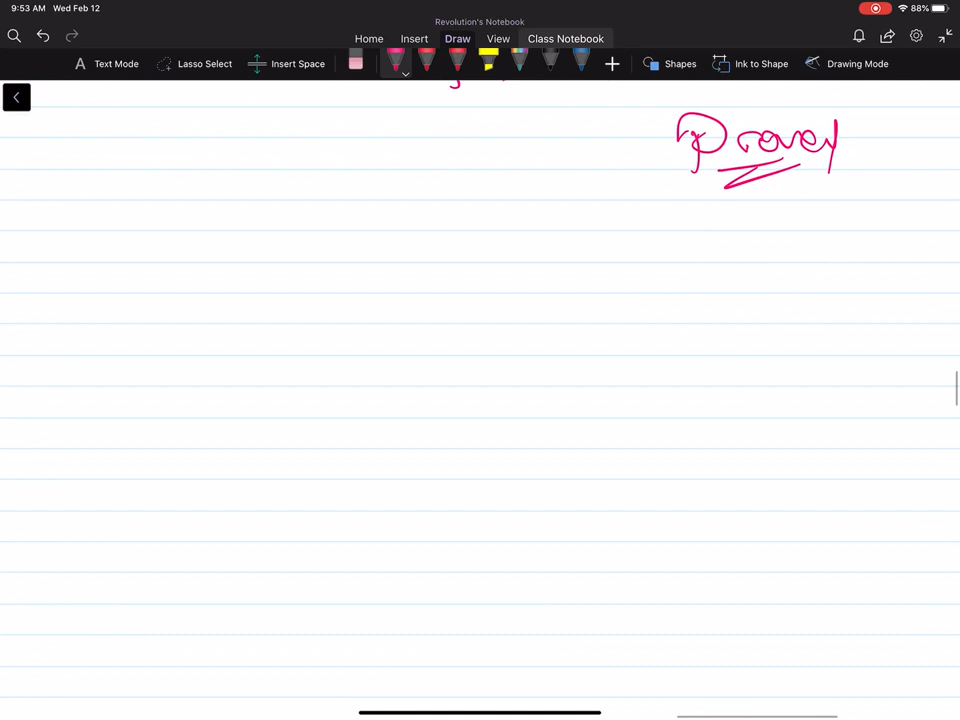 9:53 AM Wed Feb 12
88%
Revolution's Notebook
Home Insert Draw View Class Notebook
Text Mode Lasso Select Insert Space Shapes Ink to Shape Drawing Mode